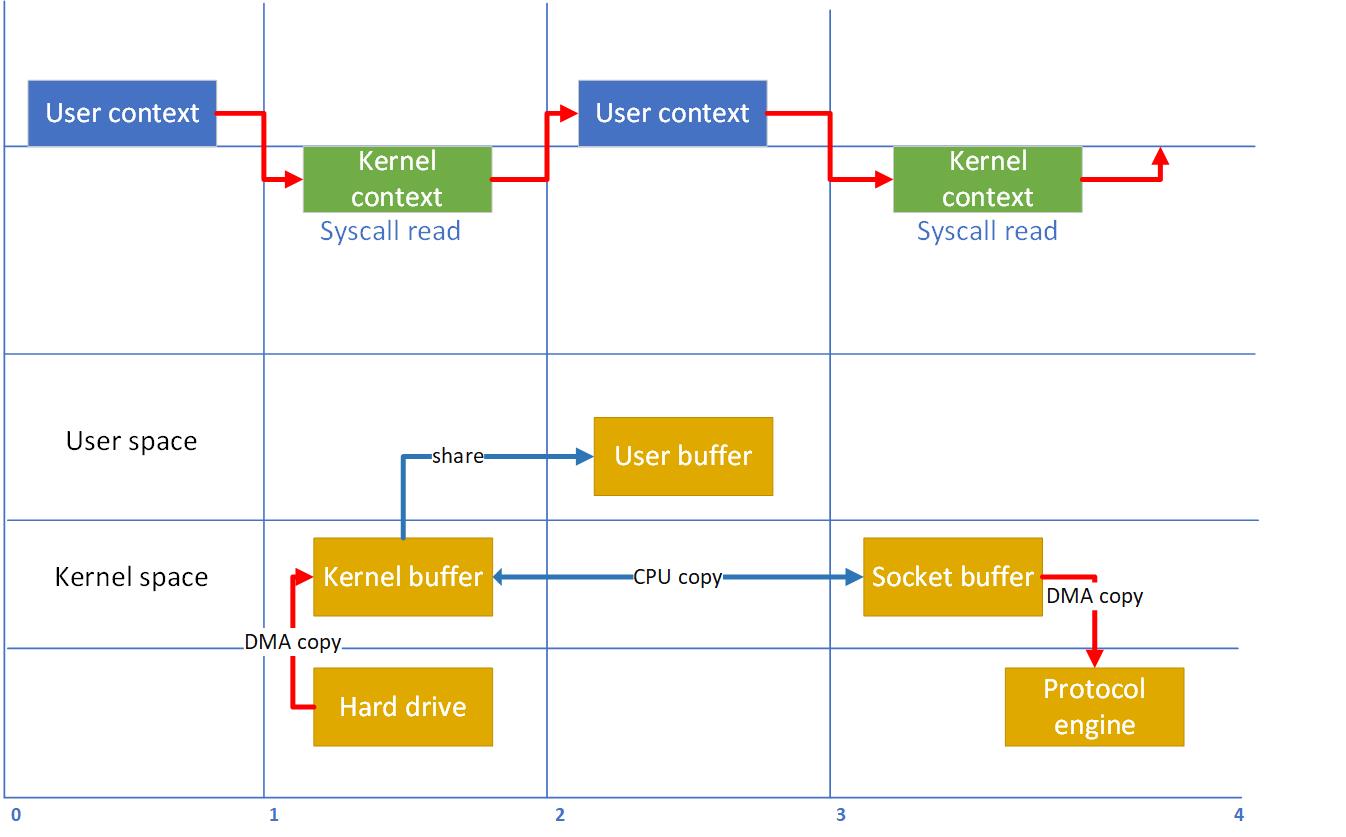 User context
User context
Kernel
context
Kernel
context
Syscall read
Syscall read
User space
share
User buffer
Kernel space
Kernel buffer
CPU copy
Socket buffer
DMA copy
DMA copy
Hard drive
Protocol
engine
0
1
2
3
4